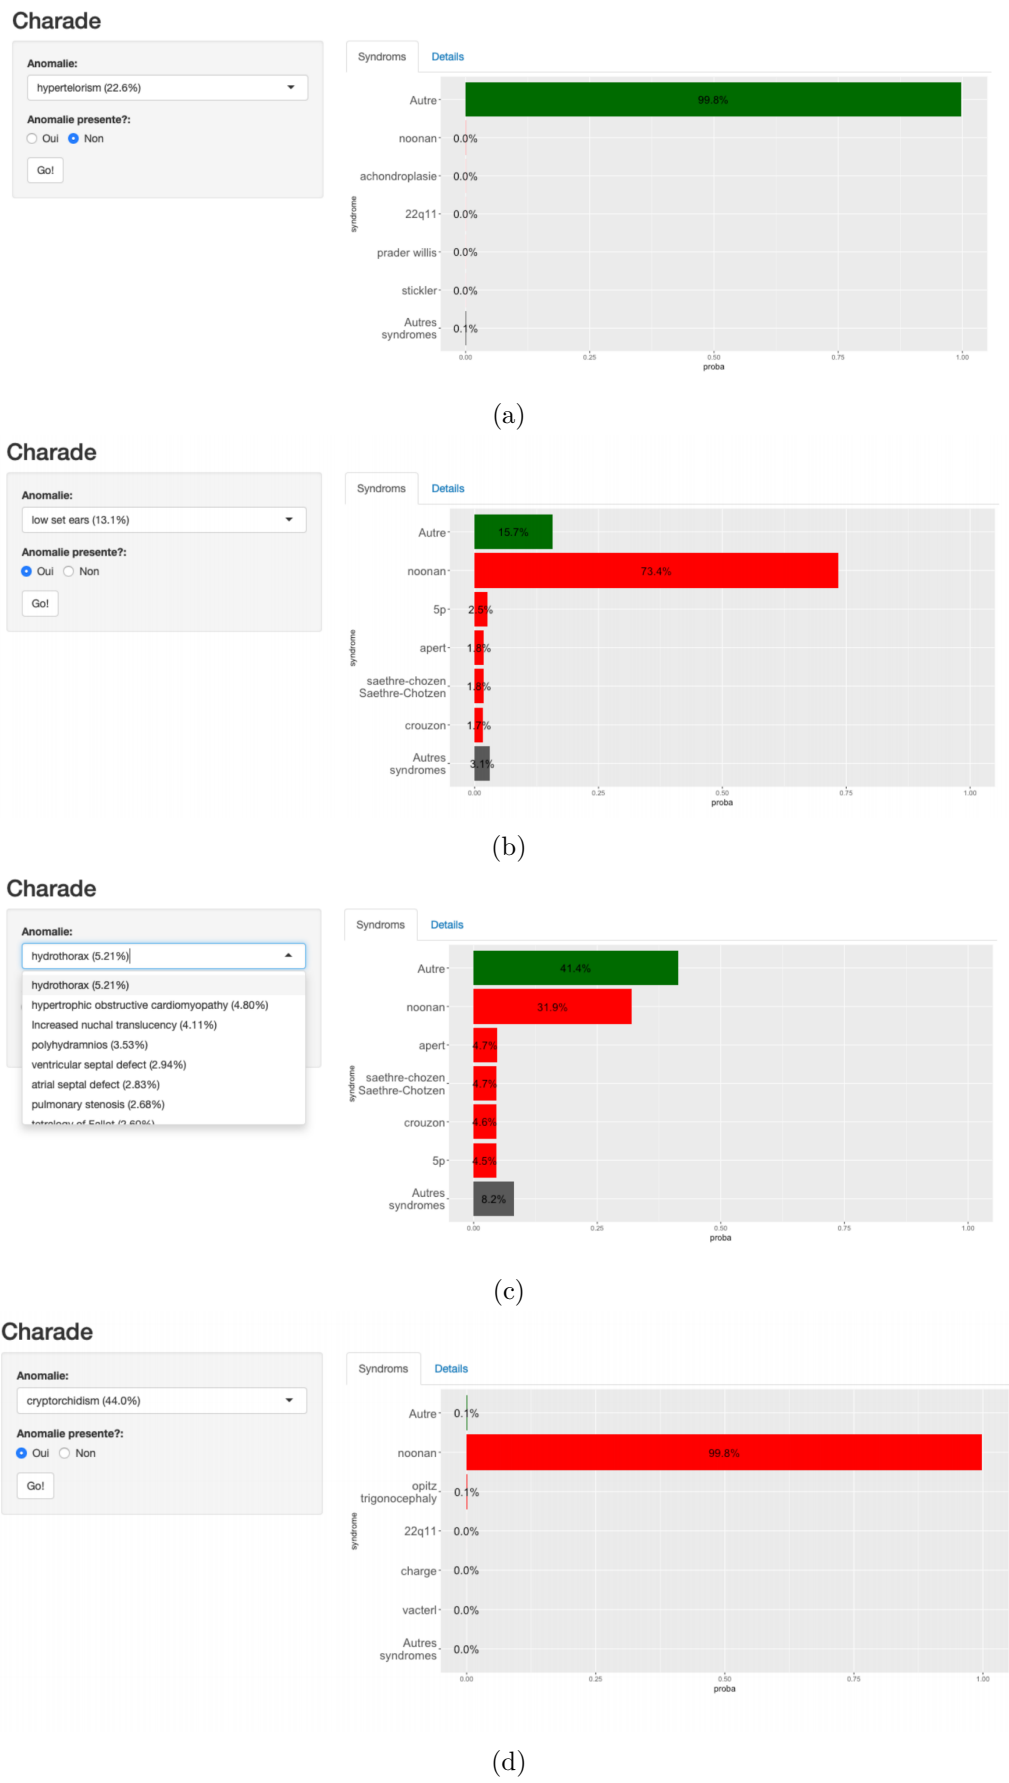 Charade
Anomalie:
hypertelorism (22.6%)
Anomalie presente?:
Oui Non
Go!
Syndroms Details
Autre 99.8%
noonan 0.0%
achondroplasie 0.0%
22q11 0.0%
prader willis 0.0%
stickler 0.0%
Autres
syndromes 0.1%
syndrome
0.00 0.25 0.50 0.75 1.00
proba
(a)
Charade
Anomalie:
low set ears (13.1%)
Anomalie presente?:
Oui Non
Go!
Syndroms Details
Autre 15.7%
noonan 73.4%
5p 2.5%
apert 1.8%
saethre-chozen
Saethre-Chotzen 1.8%
crouzon 1.7%
Autres
syndromes 3.1%
syndrome
0.00 0.25 0.50 0.75 1.00
proba
(b)
Charade
Anomalie:
hydrothorax (5.21%)
hydrothorax (5.21%)
hypertrophic obstructive cardiomyopathy (4.80%)
Increased nuchal translucency (4.11%)
polyhydramnios (3.53%)
ventricular septal defect (2.94%)
atrial septal defect (2.83%)
pulmonary stenosis (2.68%)
tetralogy of Fallot (2.60%)
Syndroms Details
Autre 41.4%
noonan 31.9%
apert 4.7%
saethre-chozen
Saethre-Chotzen 4.7%
crouzon 4.6%
5p 4.5%
Autres
syndromes 8.2%
syndrome
0.00 0.25 0.50 0.75 1.00
proba
(c)
Charade
Anomalie:
cryptorchidism (44.0%)
Anomalie presente?:
Oui Non
Go!
Syndroms Details
Autre 0.1%
noonan 99.8%
opitz
trigonocephaly 0.1%
22q11 0.0%
charge 0.0%
vacterl 0.0%
Autres
syndromes 0.0%
syndrome
0.00 0.25 0.50 0.75 1.00
proba
(d)